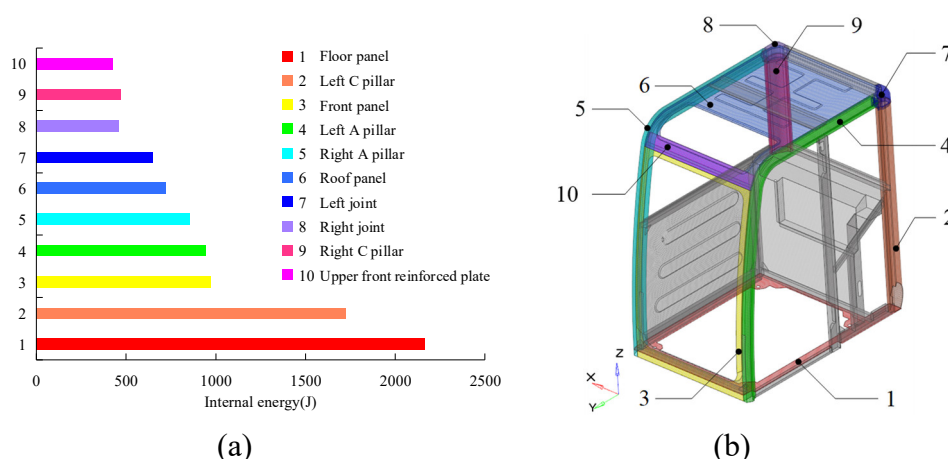 10
9
8
7
6
5
4
3
2
1
0
500
1000
1500
2000
2500
Internal energy(J)
1 Floor panel
2 Left C pillar
3 Front panel
4 Left A pillar
5 Right A pillar
6 Roof panel
7 Left joint
8 Right joint
9 Right C pillar
10 Upper front reinforced plate
(a)
8
9
7
6
5
4
10
2
Z
X
Y
3
1
(b)